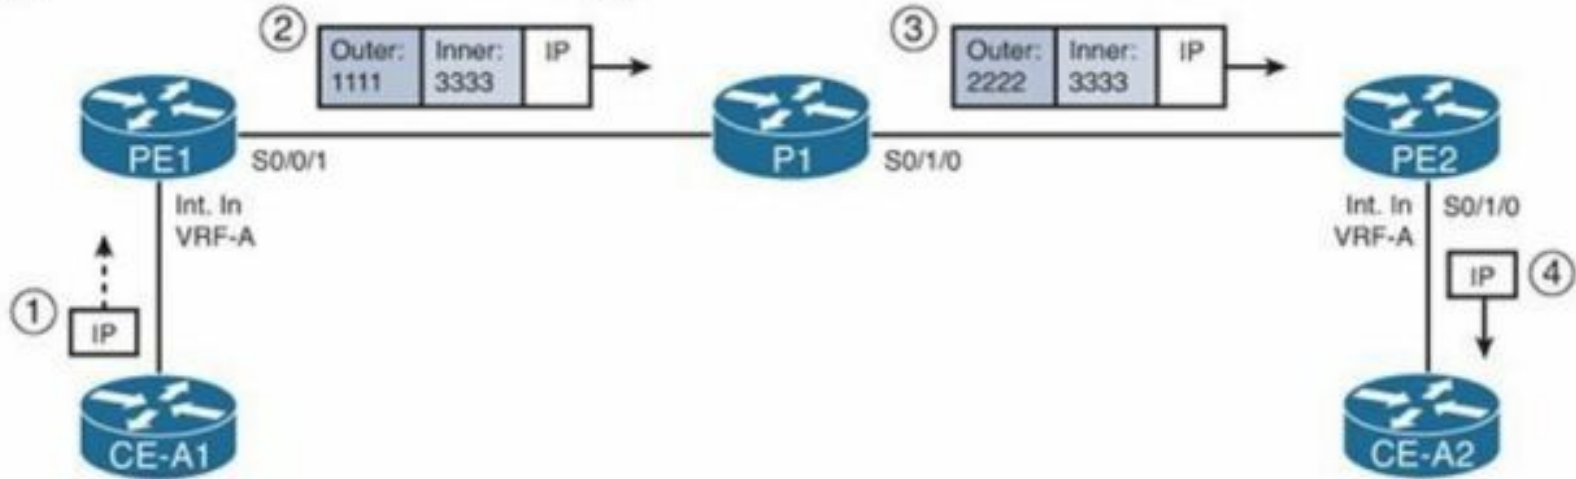 2
Outer: Inner: IP
1111 3333
3
Outer: Inner: IP
2222 3333
PE1
S0/0/1
P1
S0/1/0
PE2
Int. In
VRF-A
Int. In
VRF-A
S0/1/0
1
IP
IP
4
CE-A1
CE-A2